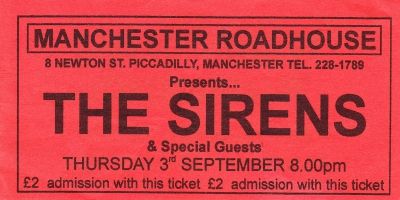 MANCHESTER ROADHOUSE
8 NEWTON ST. PICCADILLY, MANCHESTER TEL. 228-1789
Presents...
THE SIRENS
& Special Guests
THURSDAY 3rd SEPTEMBER 8.00pm
£2 admission with this ticket £2 admission with this ticket